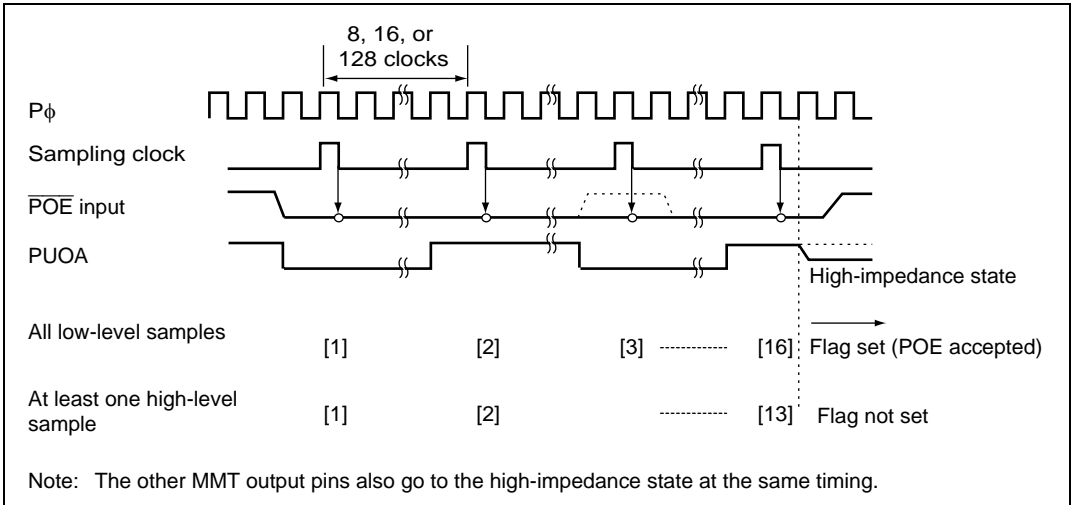 8, 16, or
128 clocks
Pϕ
Sampling clock
P̅O̅E̅ input
PUOA
High-impedance state
All low-level samples
[1] [2] [3] [16] Flag set (POE accepted)
At least one high-level
sample
[1] [2] [13] Flag not set
Note: The other MMT output pins also go to the high-impedance state at the same timing.